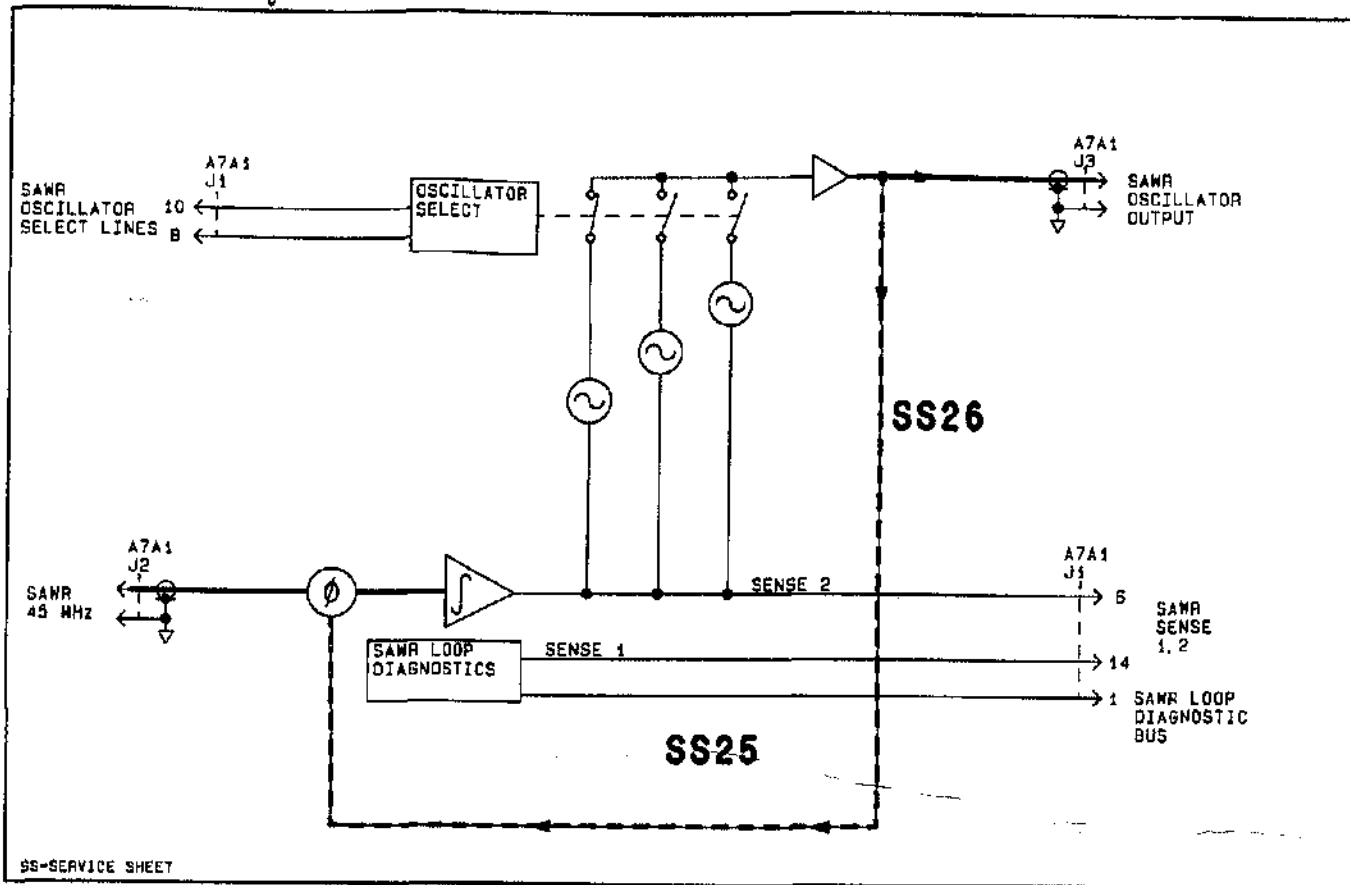 A7A1
J1
SAWR
OSCILLATOR
SELECT LINES
10
8
OSCILLATOR
SELECT
A7A1
J3
SAWR
OSCILLATOR
OUTPUT
SS26
A7A1
J2
SAWR
45 MHz
φ
∫
SENSE 2
A7A1
J1
6
SAWR
SENSE
1,2
SAWR LOOP
DIAGNOSTICS
SENSE 1
14
1
SAWR LOOP
DIAGNOSTIC
BUS
SS25
SS-SERVICE SHEET